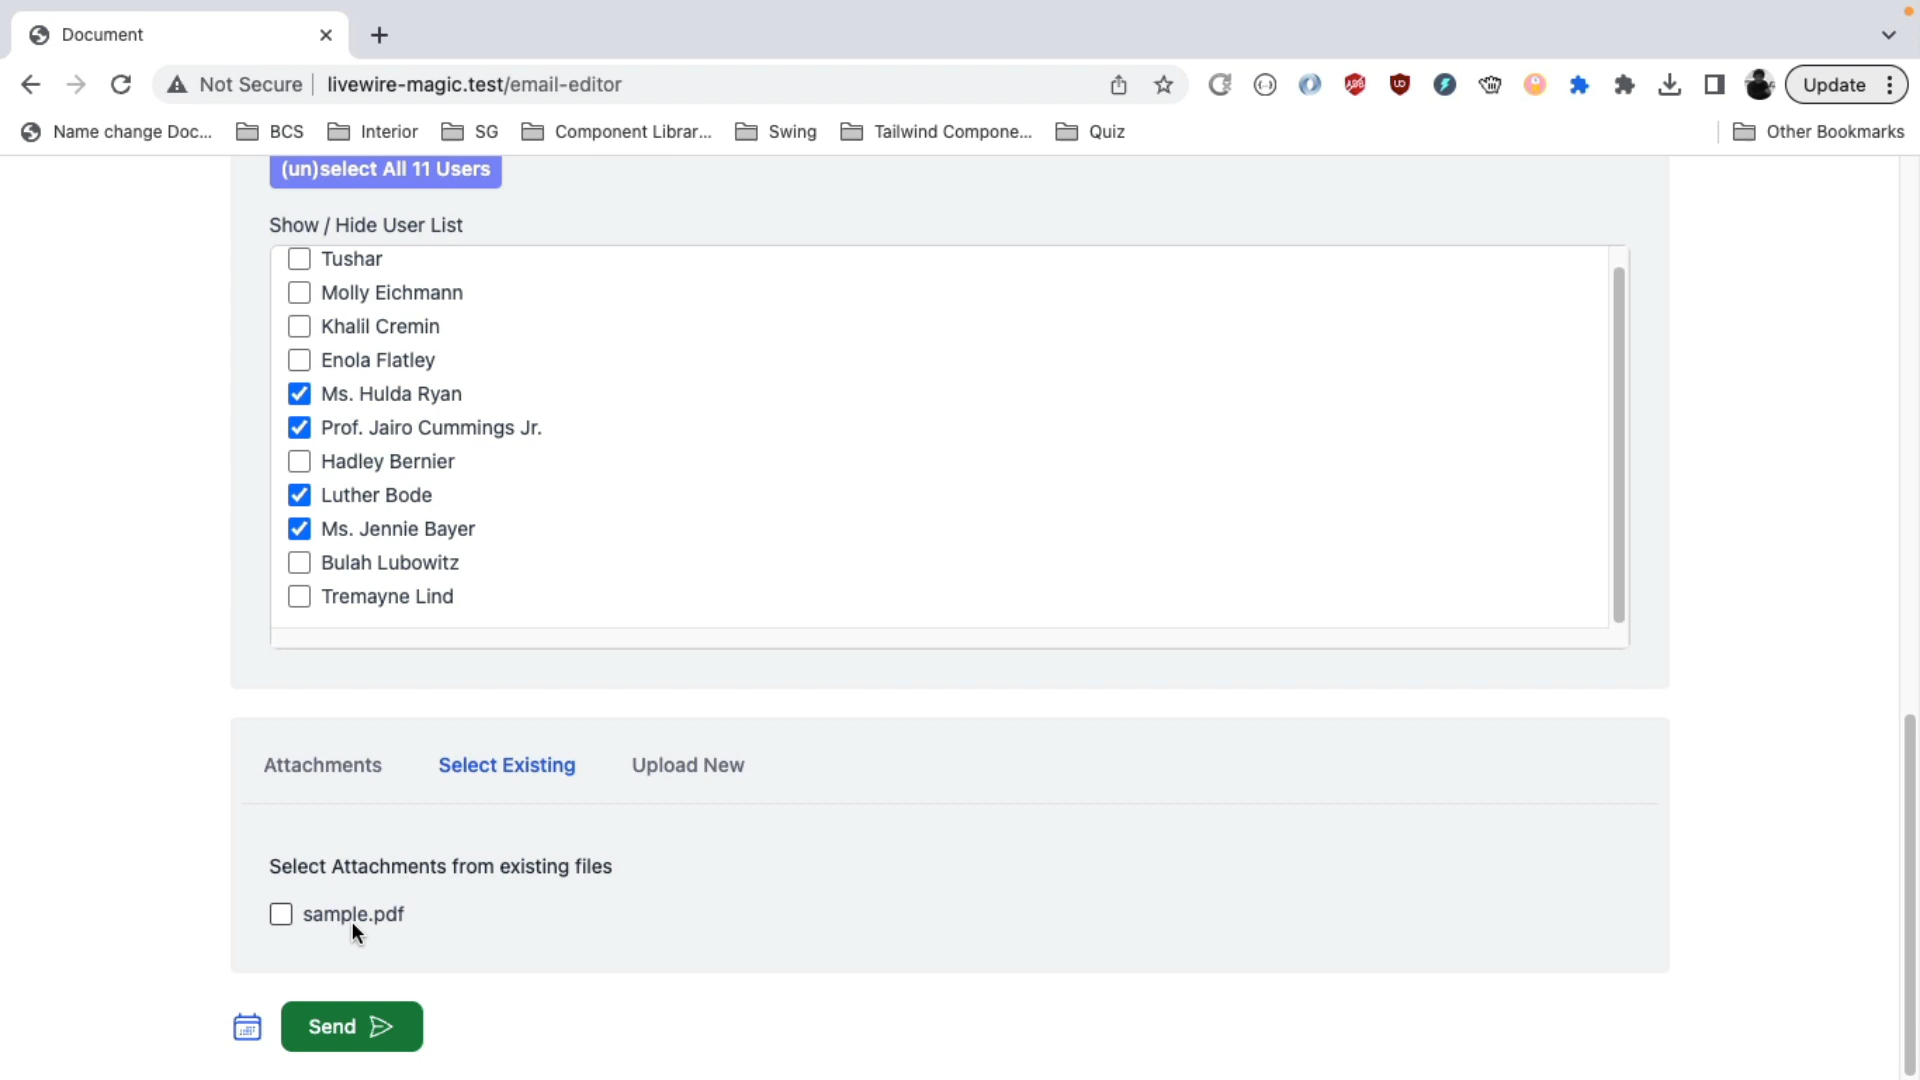 Document
Not Secure livewire-magic.test/email-editor Update
Name change Doc... BCS Interior SG Component Librar... Swing Tailwind Compone... Quiz Other Bookmarks
(un)select All 11 Users
Show / Hide User List
Tushar
Molly Eichmann
Khalil Cremin
Enola Flatley
Ms. Hulda Ryan
Prof. Jairo Cummings Jr.
Hadley Bernier
Luther Bode
Ms. Jennie Bayer
Bulah Lubowitz
Tremayne Lind
Attachments Select Existing Upload New
Select Attachments from existing files
sample.pdf
Send